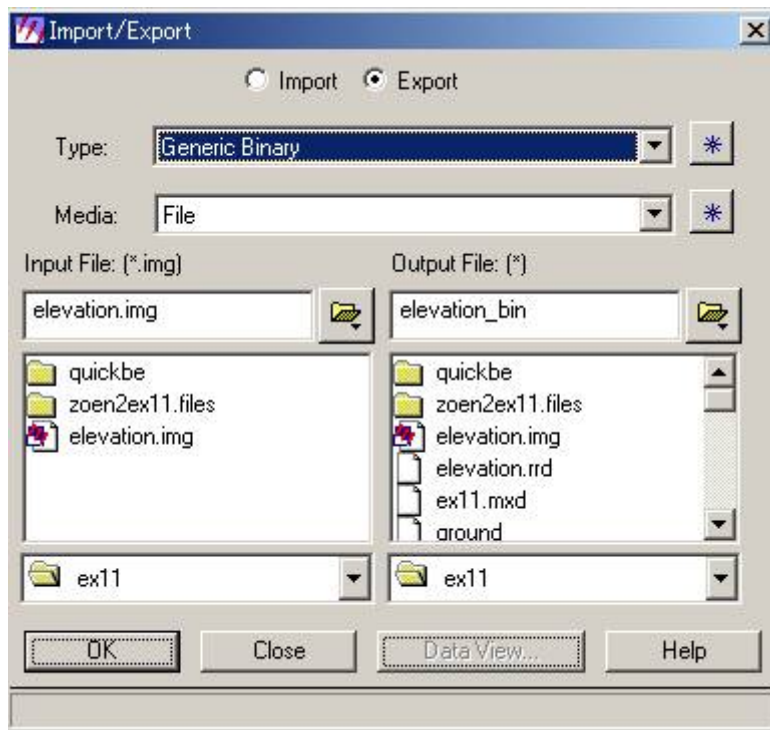 Import/Export
Import Export
Type: Generic Binary
Media: File
Input File: (*.img) Output File: (*)
elevation.img elevation_bin
quickbe
zoen2ex11.files
elevation.img
quickbe
zoen2ex11.files
elevation.img
elevation.rrd
ex11.mxd
ground
ex11 ex11
OK Close Data View... Help